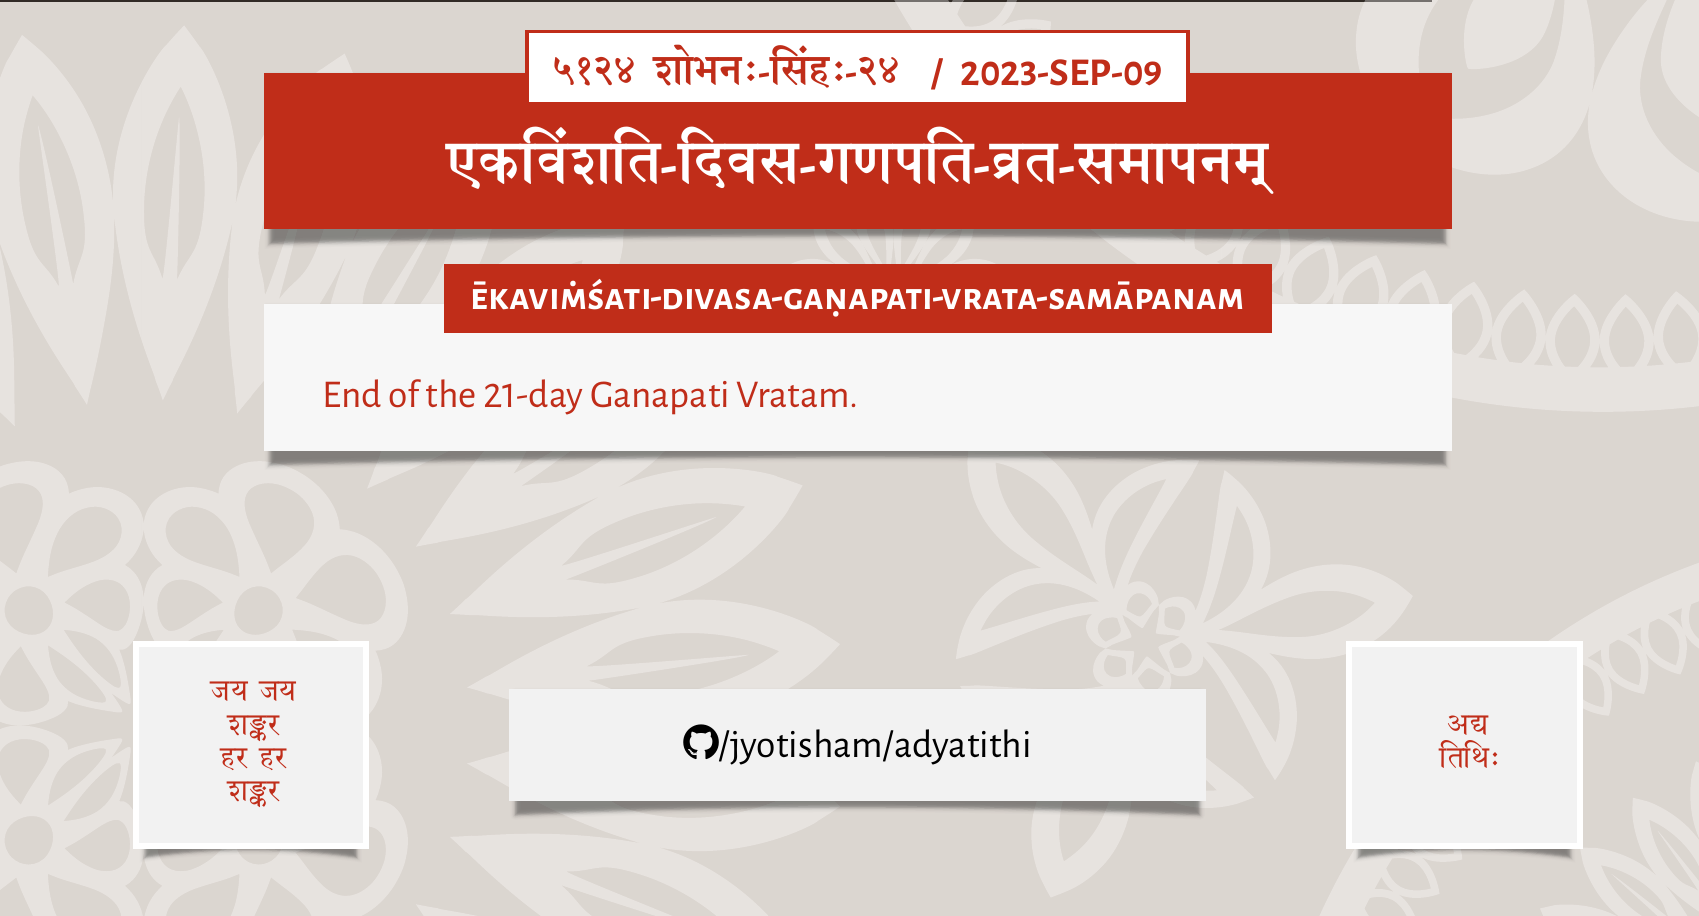 ५१२४ शोभनः-सिंहः-२४ / 2023-SEP-09
एकविंशति-दिवस-गणपति-व्रत-समापनम्
ĒKAVIṀŚATI-DIVASA-GAṆAPATI-VRATA-SAMĀPANAM
End of the 21-day Ganapati Vratam.
जय जय
शङ्कर
हर हर
शङ्कर
/jyotisham/adyatithi
अद्य
तिथिः